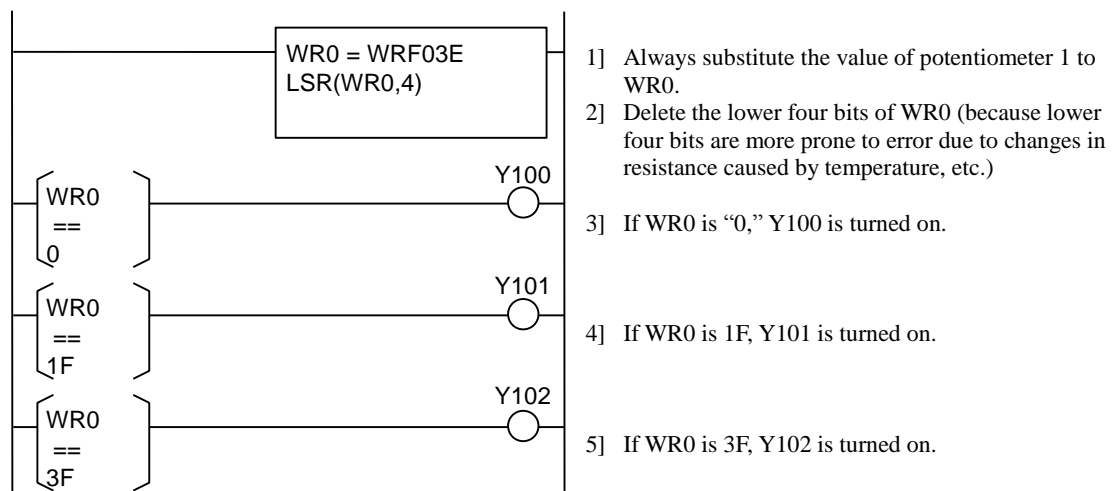 WR0 = WRF03E
LSR(WR0,4)
Y100
WR0
==
0
Y101
WR0
==
1F
Y102
WR0
==
3F
1] Always substitute the value of potentiometer 1 to
WR0.
2] Delete the lower four bits of WR0 (because lower
four bits are more prone to error due to changes in
resistance caused by temperature, etc.)
3] If WR0 is “0,” Y100 is turned on.
4] If WR0 is 1F, Y101 is turned on.
5] If WR0 is 3F, Y102 is turned on.